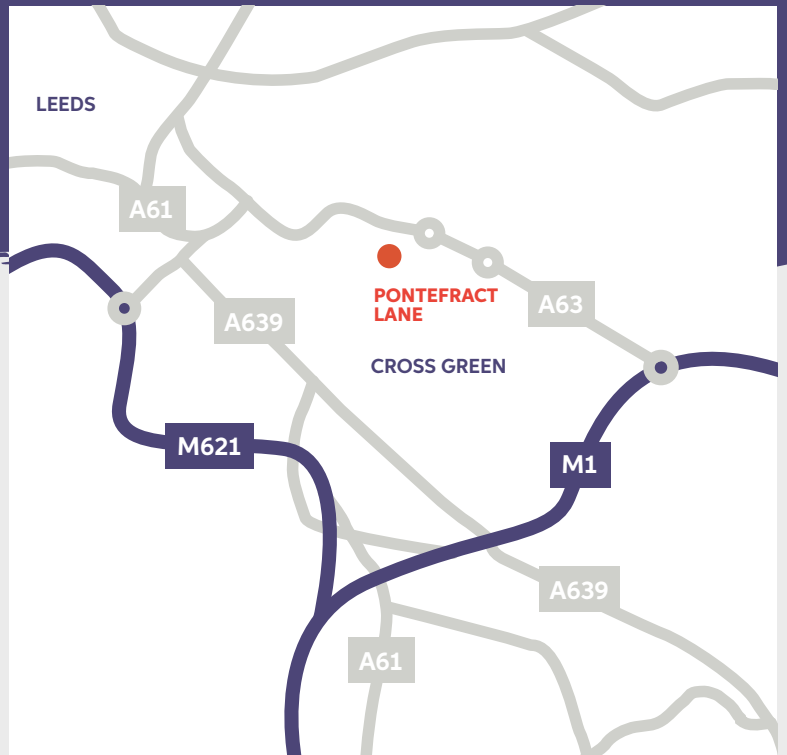 LEEDS
A61
PONTEFRACT
LANE
A63
A639
CROSS GREEN
M621
M1
A639
A61